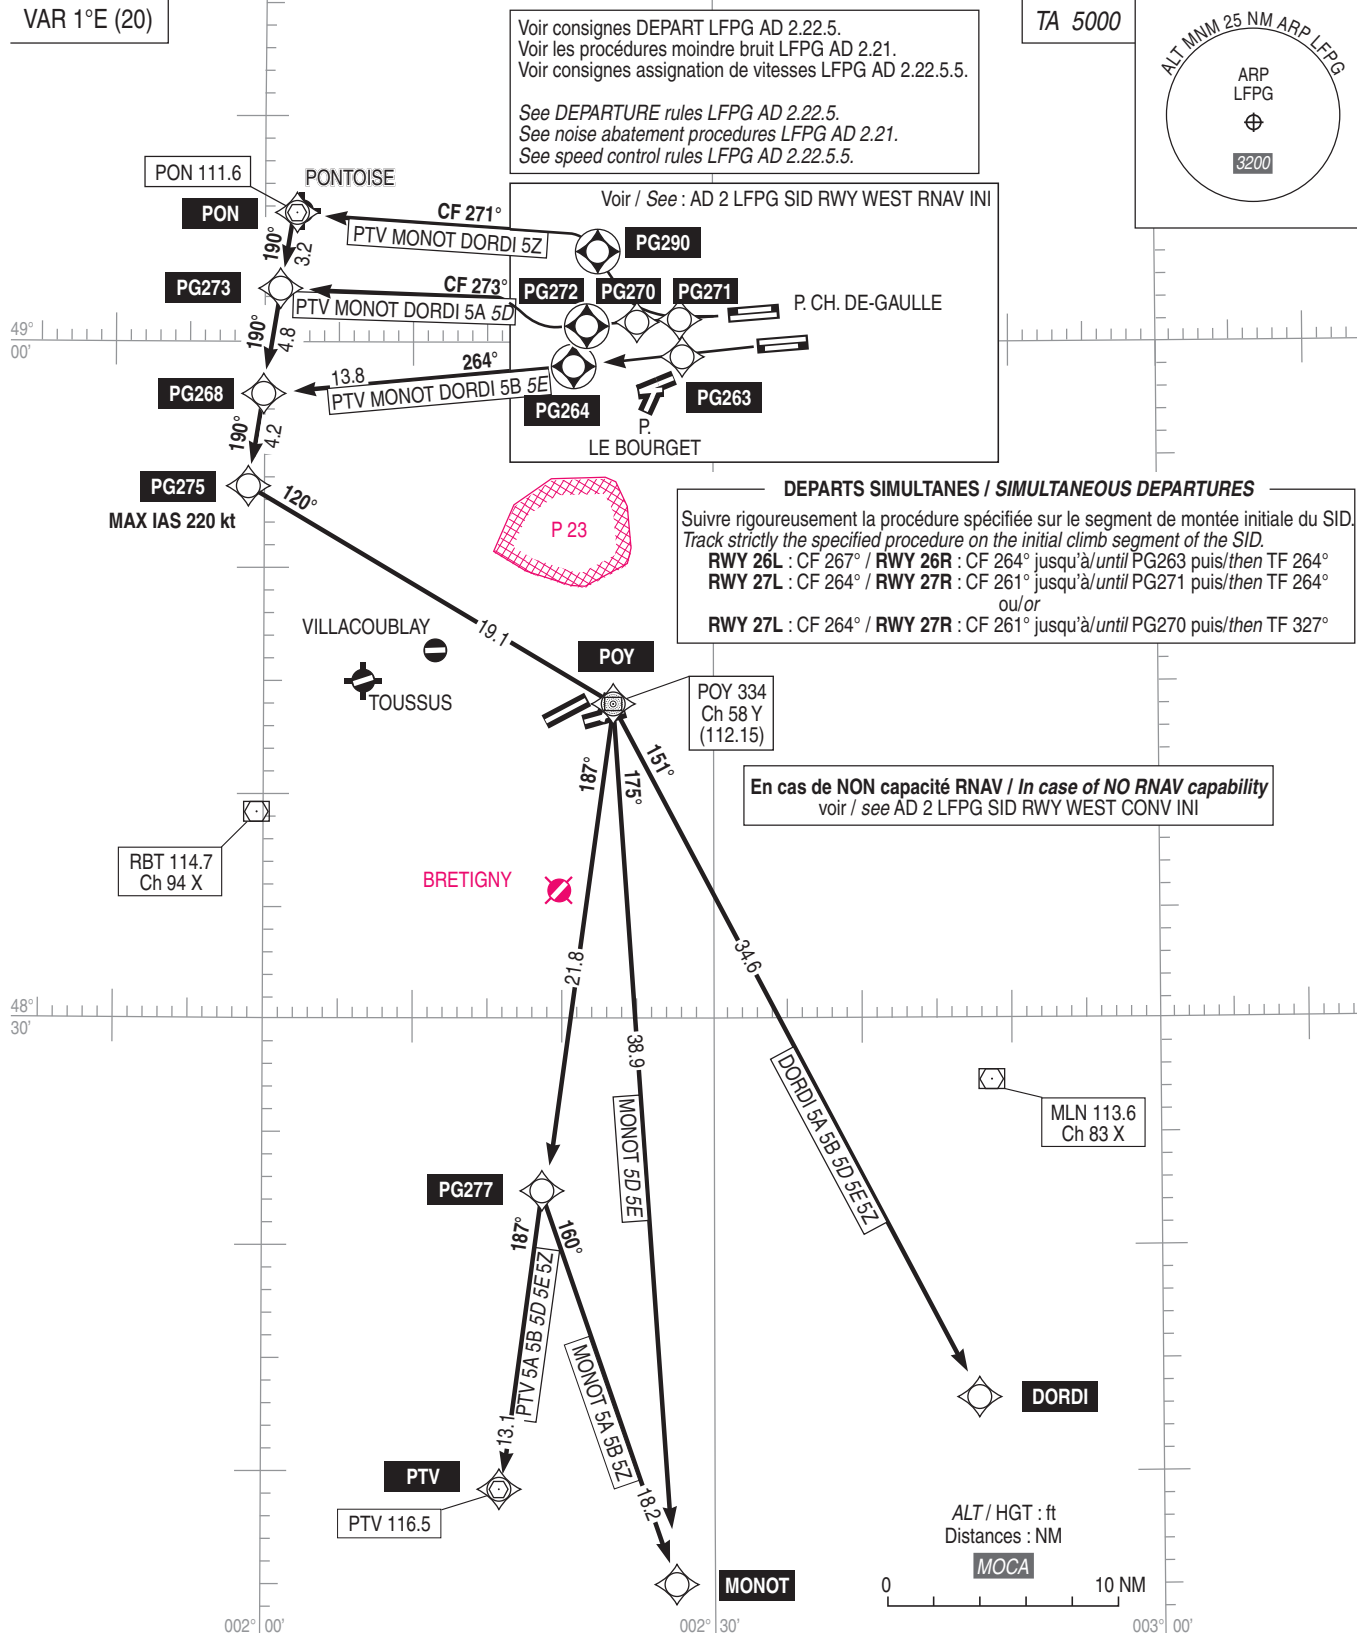 VAR 1°E (20)
Voir consignes DEPART LFPG AD 2.22.5.
Voir les procédures moindre bruit LFPG AD 2.21.
Voir consignes assignation de vitesses LFPG AD 2.22.5.5.
See DEPARTURE rules LFPG AD 2.22.5.
See noise abatement procedures LFPG AD 2.21.
See speed control rules LFPG AD 2.22.5.5.
TA 5000
ALT MNM 25 NM ARP LFPG
ARP
LFPG
3200
PON 111.6
PONTOISE
PON
Voir / See : AD 2 LFPG SID RWY WEST RNAV INI
CF 271°
PTV MONOT DORDI 5Z
PG290
190°
3.2
PG273
CF 273°
PTV MONOT DORDI 5A 5D
PG272
PG270
PG271
P. CH. DE-GAULLE
49°
00'
190°
4.8
264°
13.8
PTV MONOT DORDI 5B 5E
PG268
PG264
PG263
P.
LE BOURGET
190°
4.2
PG275
MAX IAS 220 kt
120°
P 23
DEPARTS SIMULTANES / SIMULTANEOUS DEPARTURES
Suivre rigoureusement la procédure spécifiée sur le segment de montée initiale du SID.
Track strictly the specified procedure on the initial climb segment of the SID.
RWY 26L : CF 267° / RWY 26R : CF 264° jusqu'à/until PG263 puis/then TF 264°
RWY 27L : CF 264° / RWY 27R : CF 261° jusqu'à/until PG271 puis/then TF 264°
ou/or
RWY 27L : CF 264° / RWY 27R : CF 261° jusqu'à/until PG270 puis/then TF 327°
19.1
VILLACOUBLAY
TOUSSUS
POY
POY 334
Ch 58 Y
(112.15)
187°
175°
151°
En cas de NON capacité RNAV / In case of NO RNAV capability
voir / see AD 2 LFPG SID RWY WEST CONV INI
RBT 114.7
Ch 94 X
BRETIGNY
21.8
34.6
48°
30'
38.9
MONOT 5D 5E
DORDI 5A 5B 5D 5E 5Z
MLN 113.6
Ch 83 X
PG277
187°
160°
PTV 5A 5B 5D 5E 5Z
13.1
MONOT 5A 5B 5Z
18.2
DORDI
PTV
PTV 116.5
MONOT
ALT / HGT : ft
Distances : NM
MOCA
0 10 NM
002° 00'
002° 30'
003° 00'